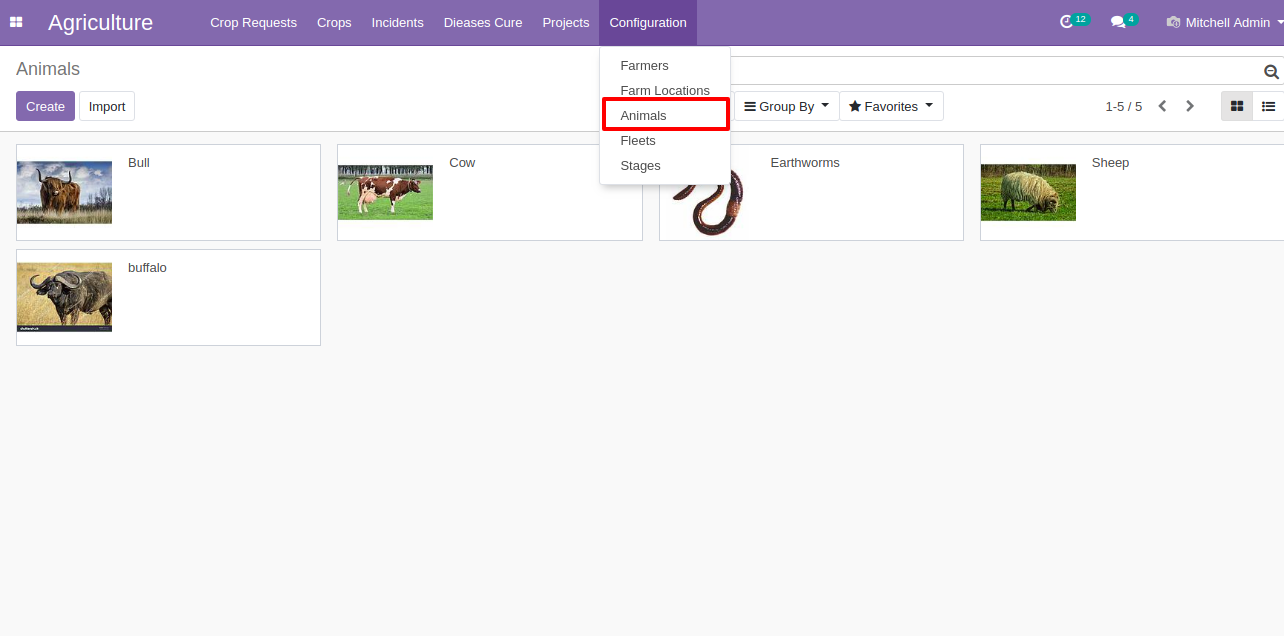 Agriculture
Crop Requests
Crops
Incidents
Dieases Cure
Projects
Configuration
12
4
Mitchell Admin
Animals
Create
Import
Farmers
Farm Locations
Animals
Fleets
Stages
Group By
Favorites
1-5 / 5
Bull
Cow
Earthworms
Sheep
buffalo